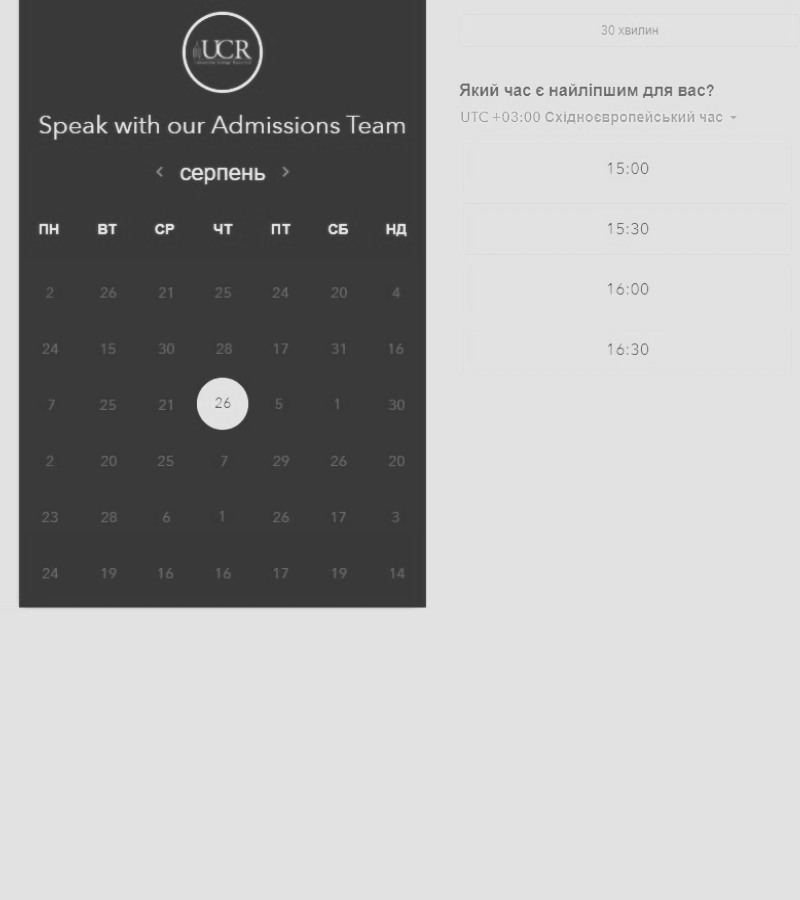 UCR
Speak with our Admissions Team
серпень
ПН ВТ СР ЧТ ПТ СБ НД
2 26 21 25 24 20 4
24 15 30 28 17 31 16
7 25 21 26 5 1 30
2 20 25 7 29 26 20
23 28 6 1 26 17 3
24 19 16 16 17 19 14
30 хвилин
Який час є найліпшим для вас?
UTC +03:00 Східноєвропейський час
15:00
15:30
16:00
16:30